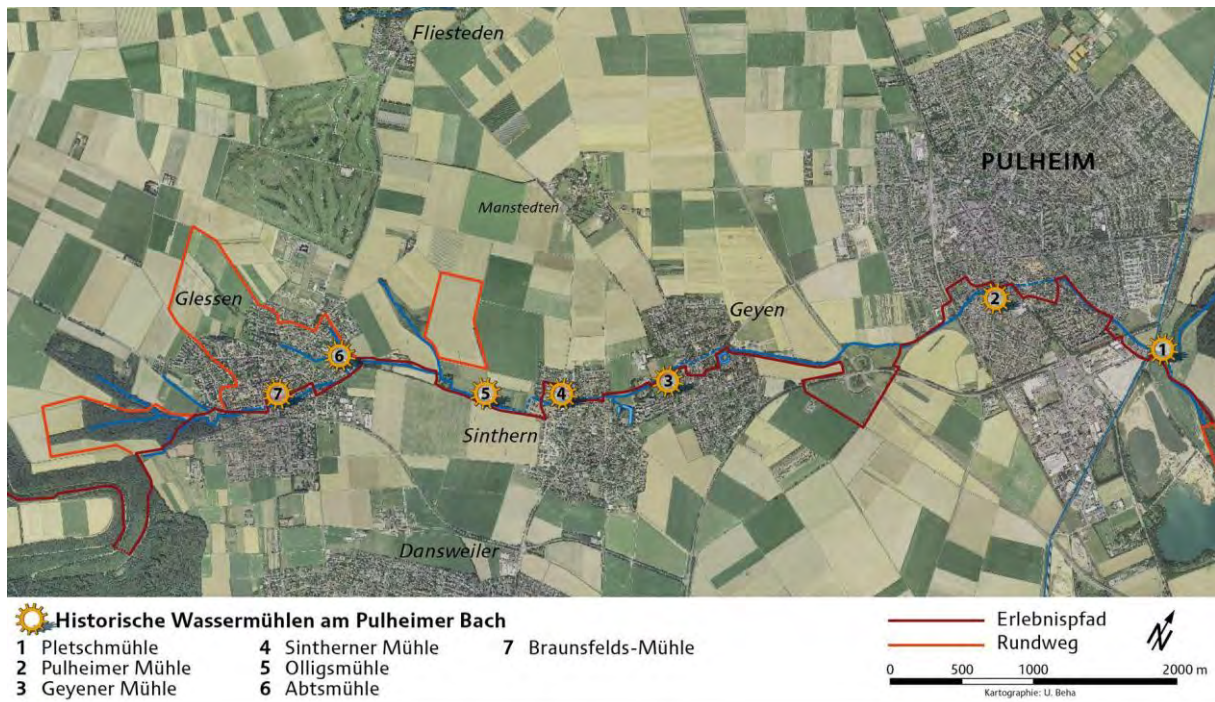 Fliesteden
PULHEIM
Manstedten
Glessen
Geyen
2
1
6
7
5
4
3
Sinthern
Dansweiler
Historische Wassermühlen am Pulheimer Bach
1 Pletschmühle
2 Pulheimer Mühle
3 Geyener Mühle
4 Sintherner Mühle
5 Olligsmühle
6 Abtsmühle
7 Braunsfelds-Mühle
Erlebnispfad
Rundweg
N
0 500 1000 2000 m
Kartographie: U. Beha